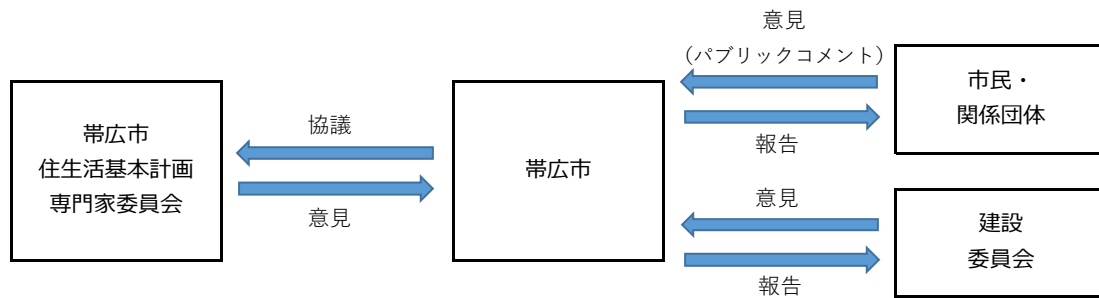 帯広市
住生活基本計画
専門家委員会
協議
意見
帯広市
意見
(パブリックコメント)
報告
市民・
関係団体
意見
報告
建設
委員会